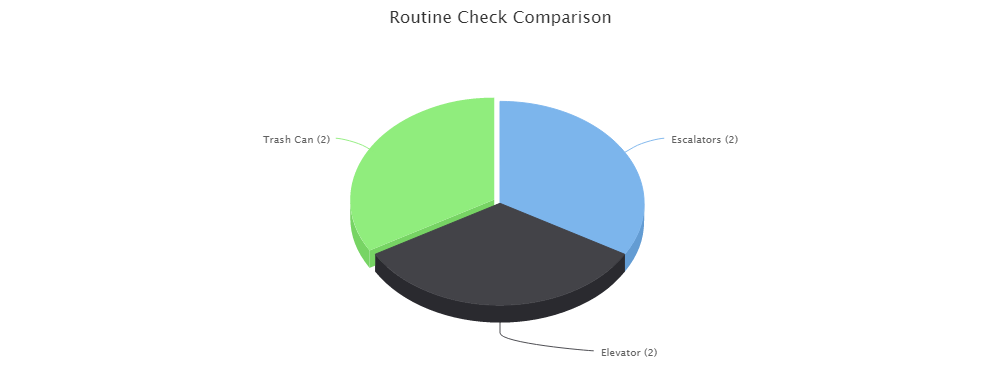 Routine Check Comparison
Trash Can (2)
Escalators (2)
Elevator (2)